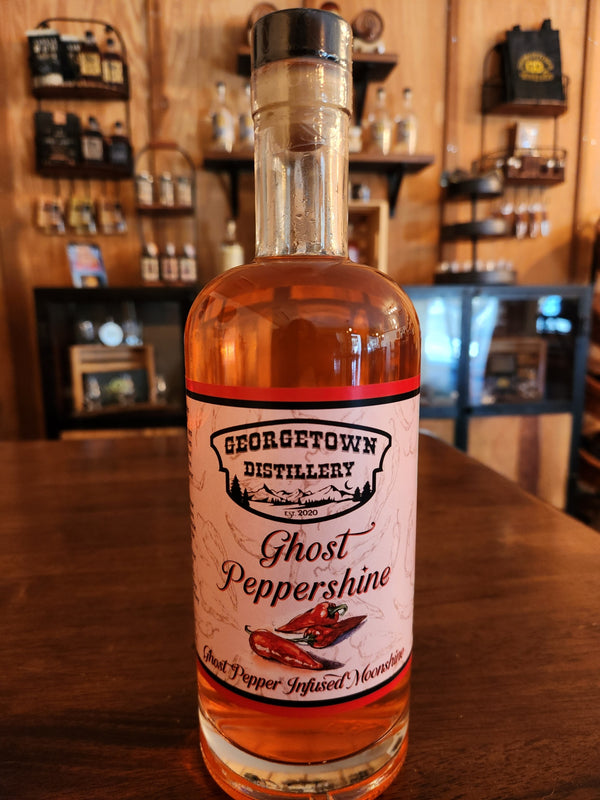 GEORGETOWN
DISTILLERY
EST. 2020
Ghost
Peppershine
Ghost Pepper Infused Moonshine